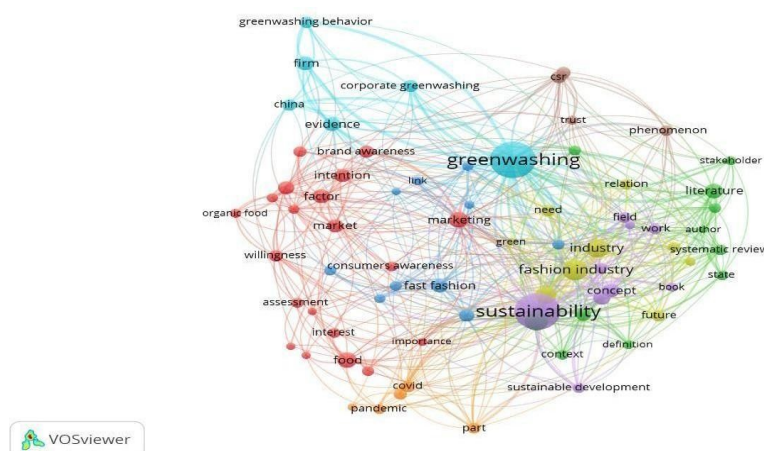 greenwashing behavior
firm
csr
corporate greenwashing
china
trust
evidence
phenomenon
brand awareness
greenwashing
stakeholder
link
intention
relation
literature
factor
organic food
need
marketing
field
market
work
author
green
industry
systematic review
willingness
consumers awareness
fashion industry
state
fast fashion
concept
book
assessment
sustainability
future
interest
importance
definition
context
food
covid
sustainable development
pandemic
part
VOSviewer